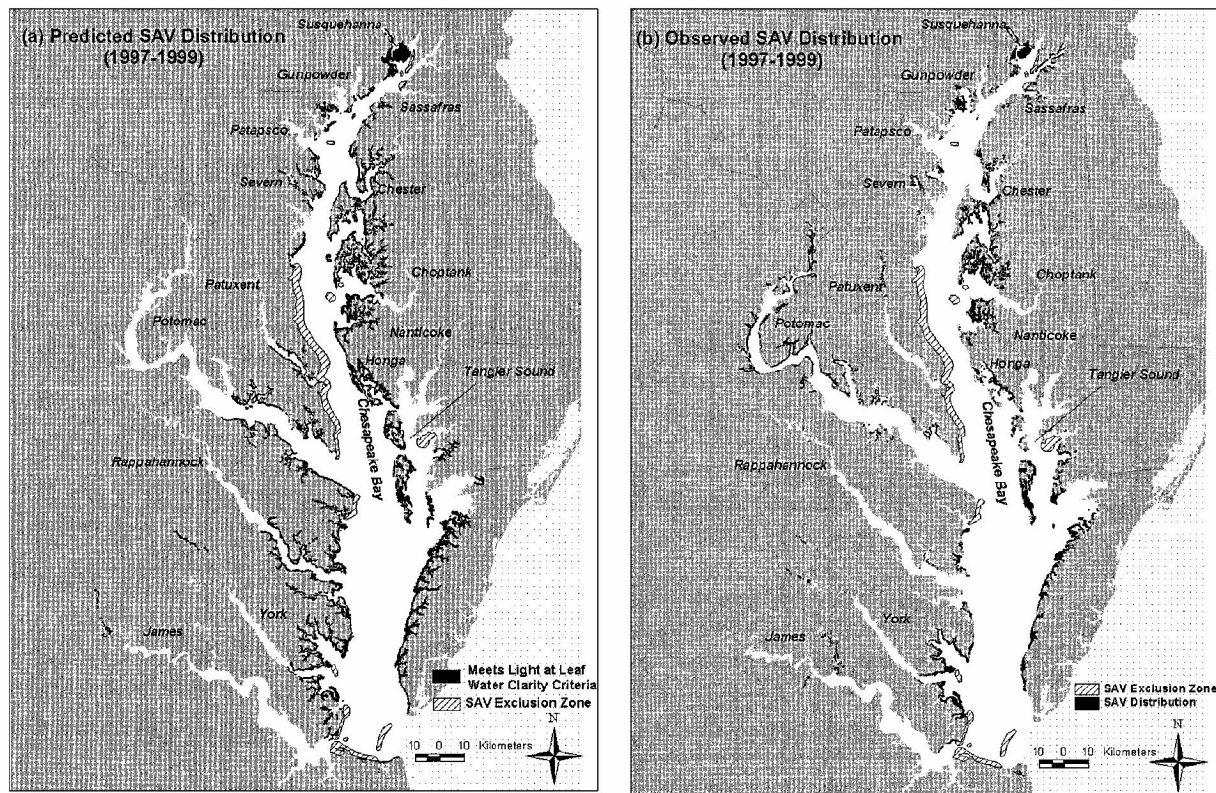 Susquehanna
(a) Predicted SAV Distribution
(1997-1999)
Gunpowder
Sassafras
Patapsco
Severn
Chester
Choptank
Patuxent
Potomac
Nanticoke
Honga
Tangier Sound
Chesapeake Bay
Rappahannock
York
James
Meets Light at Leaf
Water Clarity Criteria
SAV Exclusion Zone
N
10 0 10 Kilometers
Susquehanna
(b) Observed SAV Distribution
(1997-1999)
Gunpowder
Sassafras
Patapsco
Severn
Chester
Choptank
Patuxent
Potomac
Nanticoke
Honga
Tangier Sound
Chesapeake Bay
Rappahannock
York
James
SAV Exclusion Zone
SAV Distribution
N
10 0 10 Kilometers